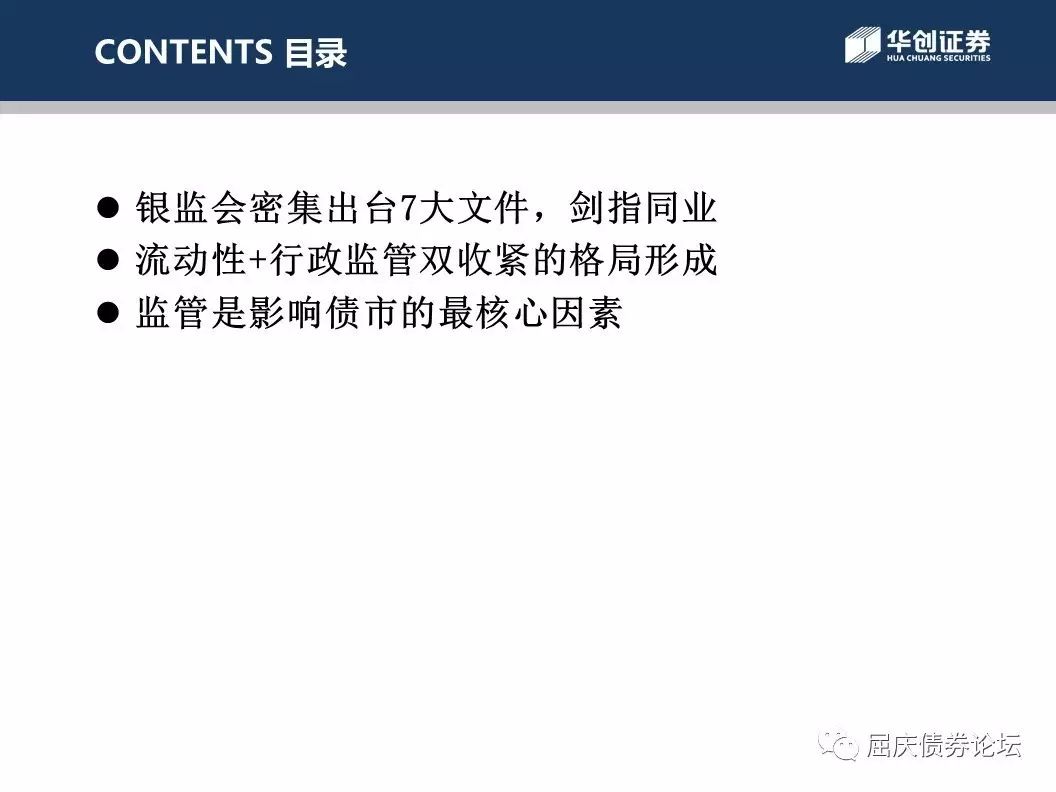 CONTENTS 目录
华创证券
HUA CHUANG SECURITIES
● 银监会密集出台7大文件，剑指同业
● 流动性+行政监管双收紧的格局形成
● 监管是影响债市的最核心因素
屈庆债券论坛